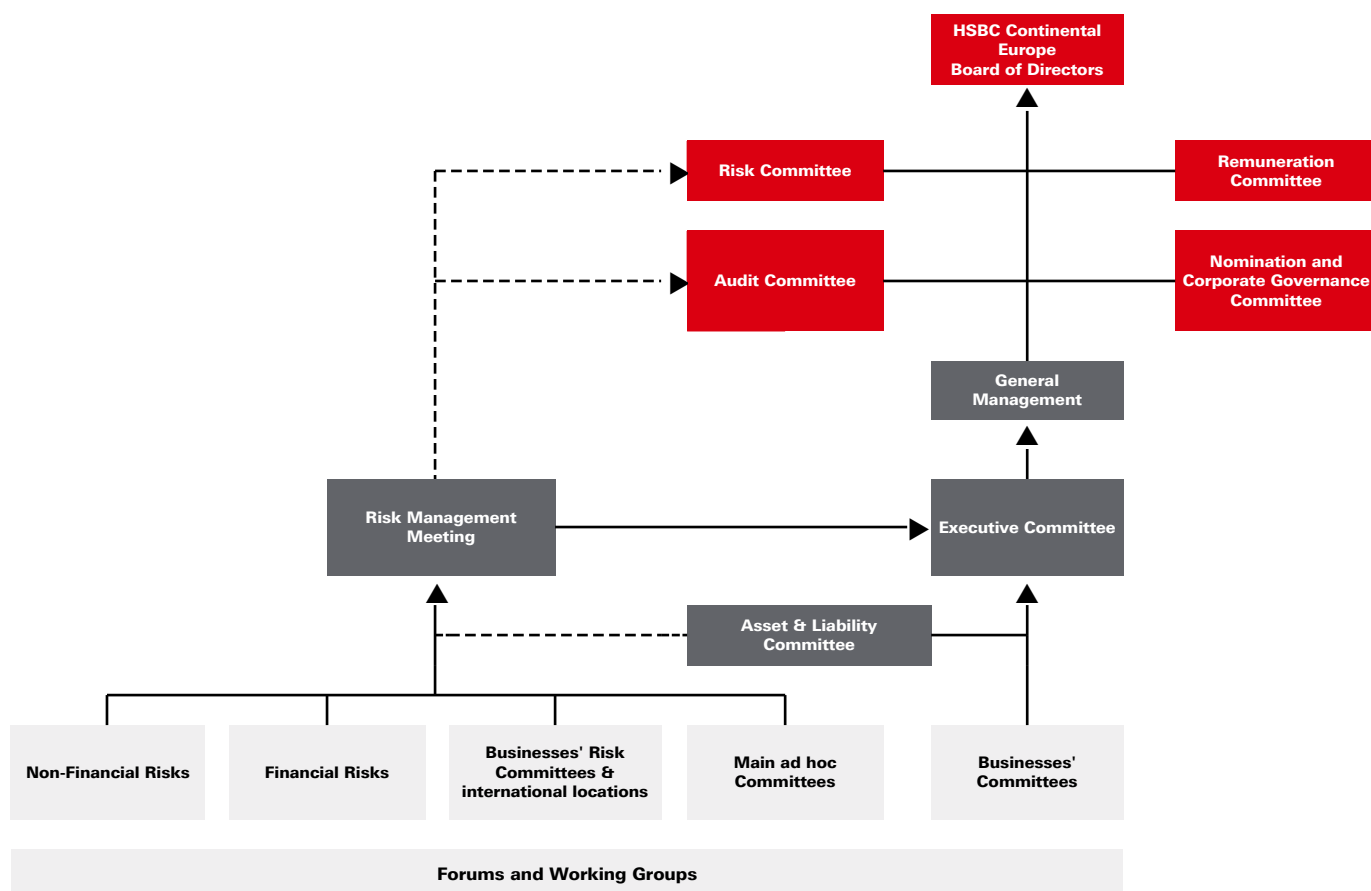 HSBC Continental
Europe
Board of Directors
Risk Committee
Remuneration
Committee
Audit Committee
Nomination and
Corporate Governance
Committee
General
Management
Risk Management
Meeting
Executive Committee
Asset & Liability
Committee
Non-Financial Risks
Financial Risks
Businesses' Risk
Committees &
international locations
Main ad hoc
Committees
Businesses'
Committees
Forums and Working Groups